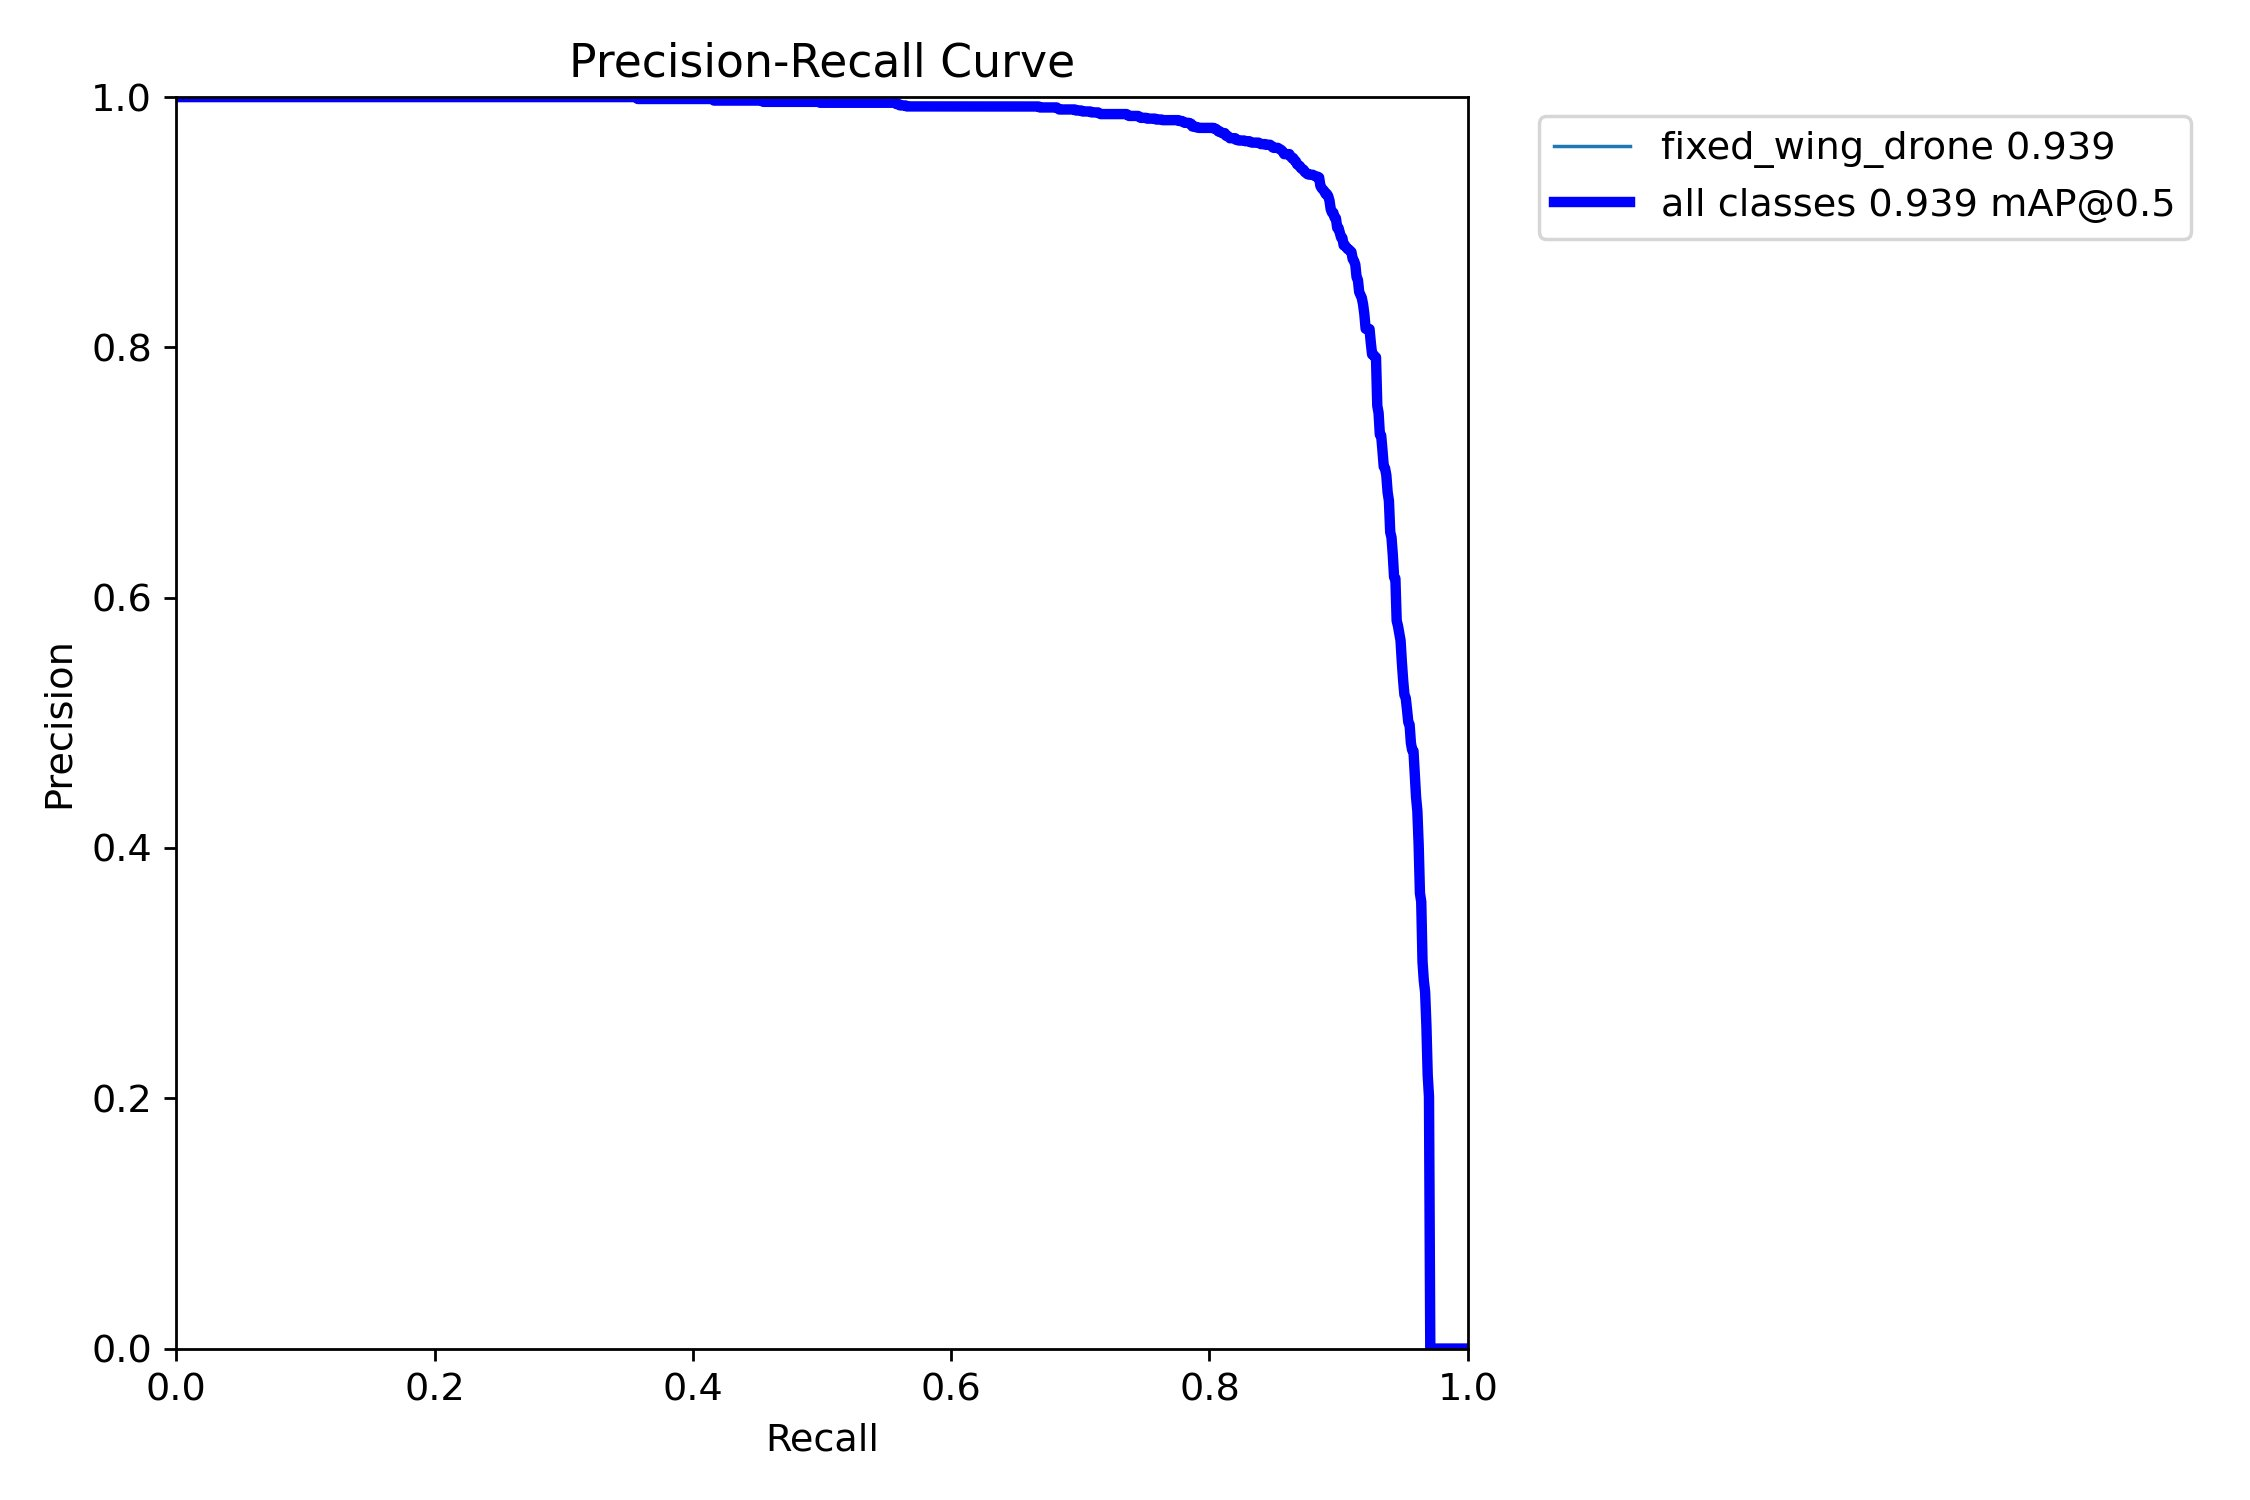 Precision-Recall Curve
1.0
0.8
0.6
0.4
0.2
0.0
Precision
0.0 0.2 0.4 0.6 0.8 1.0
Recall
fixed_wing_drone 0.939
all classes 0.939 mAP@0.5